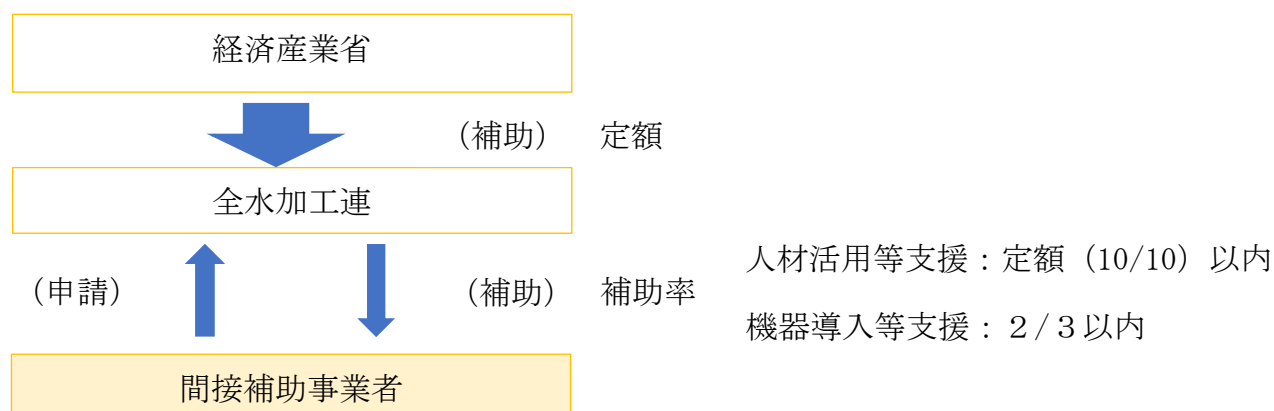 経済産業省
（補助） 定額
全水加工連
（申請） （補助） 補助率
人材活用等支援：定額（10/10）以内
機器導入等支援：２/３以内
間接補助事業者